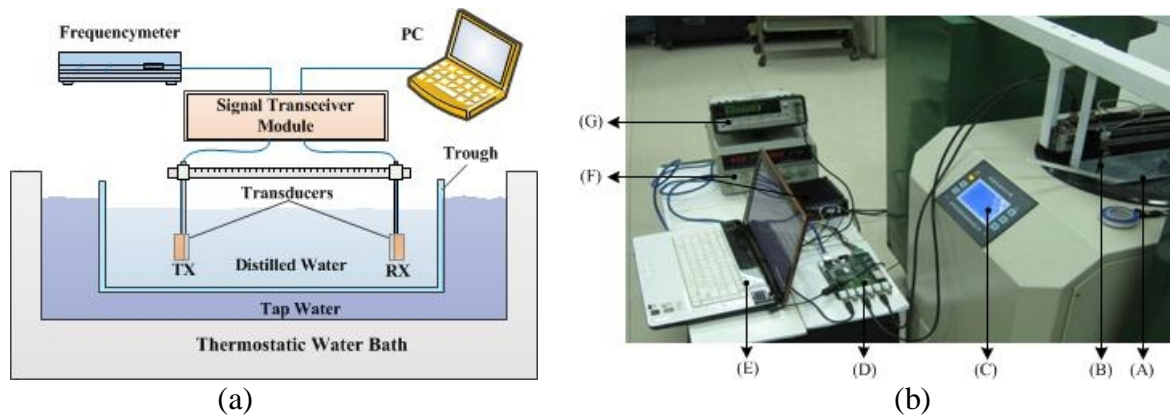 Frequencymeter
PC
Signal Transceiver
Module
Trough
Transducers
TX
Distilled Water
RX
Tap Water
Thermostatic Water Bath
(a)
(G)
(F)
(E)
(D)
(C)
(B)
(A)
(b)